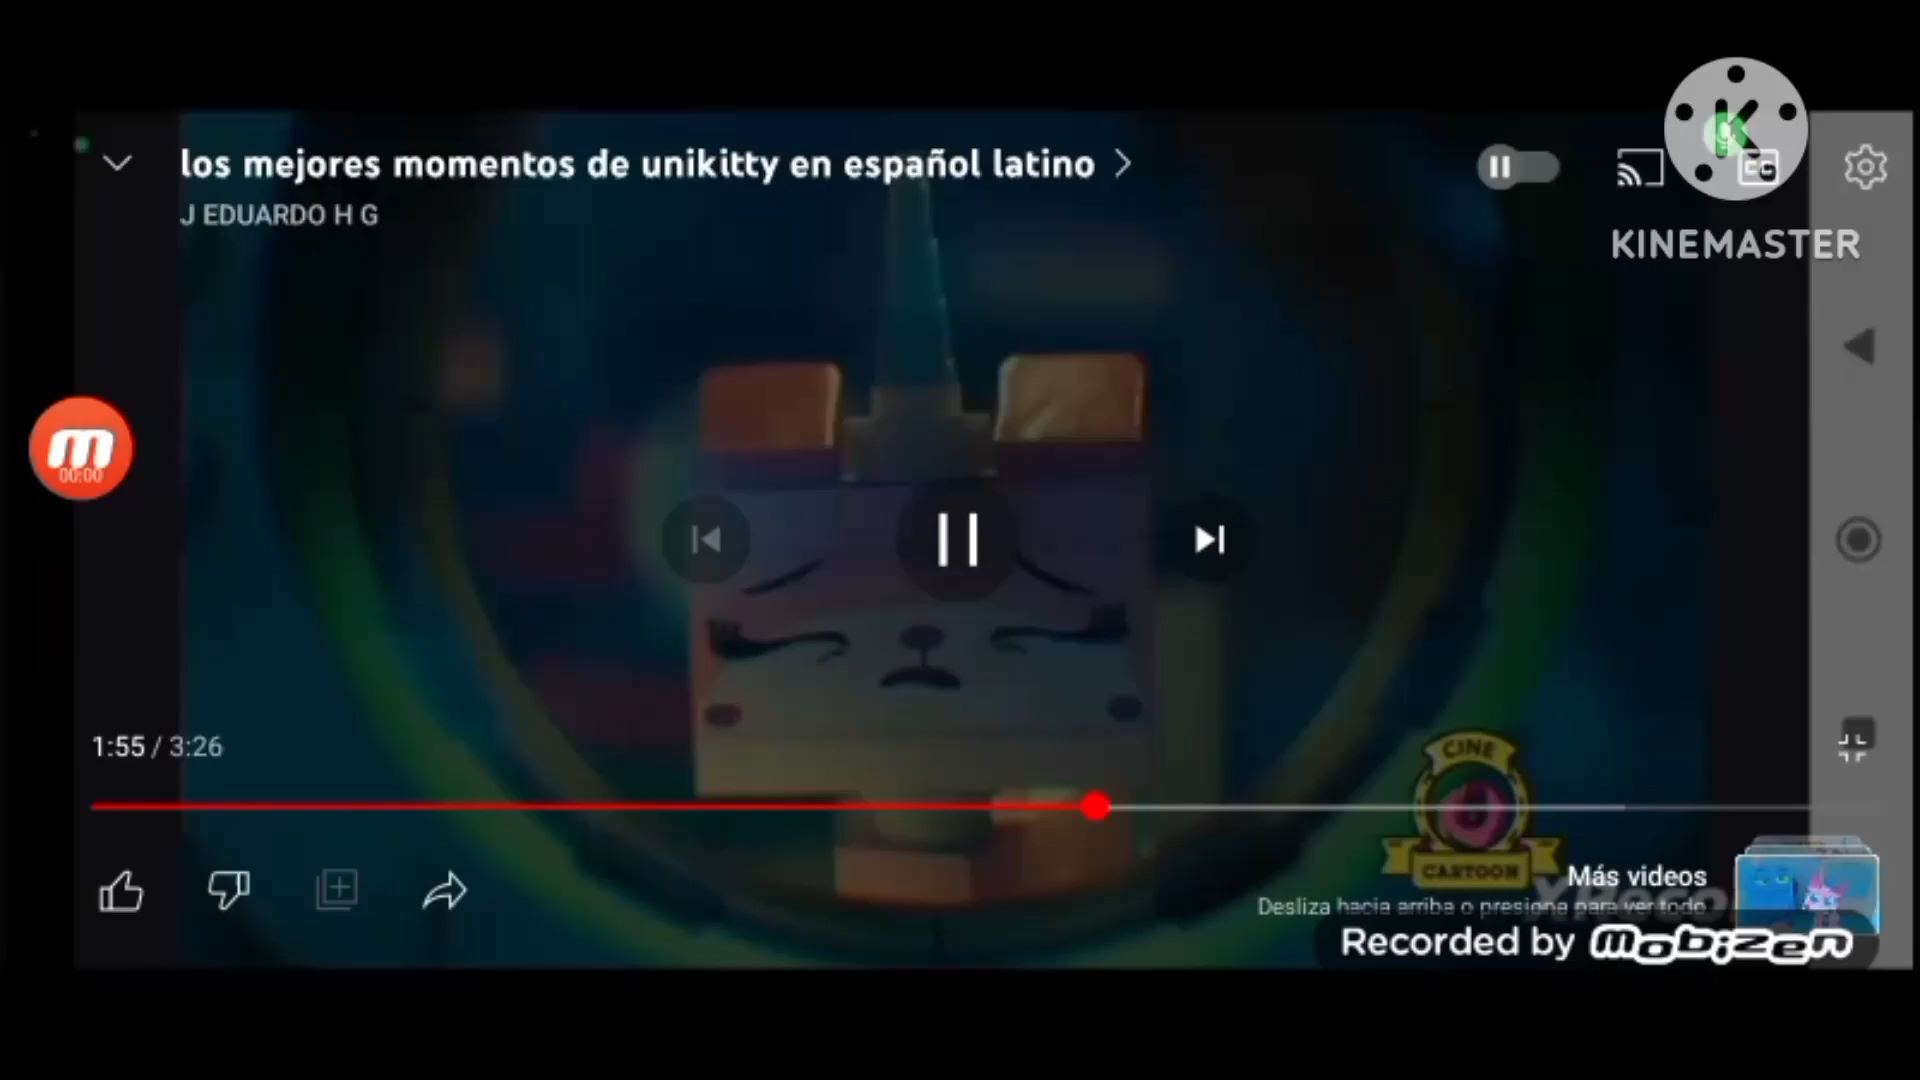 los mejores momentos de unikitty en español latino
J EDUARDO H G
CC
KINEMASTER
00:00
1:55 / 3:26
CINE
CARTOON
Más videos
Desliza hacia arriba o presiona para ver todo
Recorded by mobizen